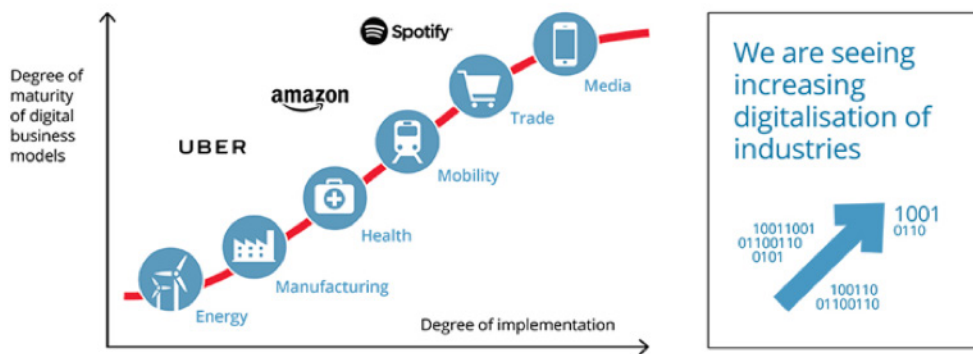 Degree of
maturity
of digital
business
models
Spotify
amazon
UBER
Media
Trade
Mobility
Health
Manufacturing
Energy
Degree of implementation
We are seeing
increasing
digitalisation of
industries
1001
0110
10011001
01100110
0101
100110
01100110